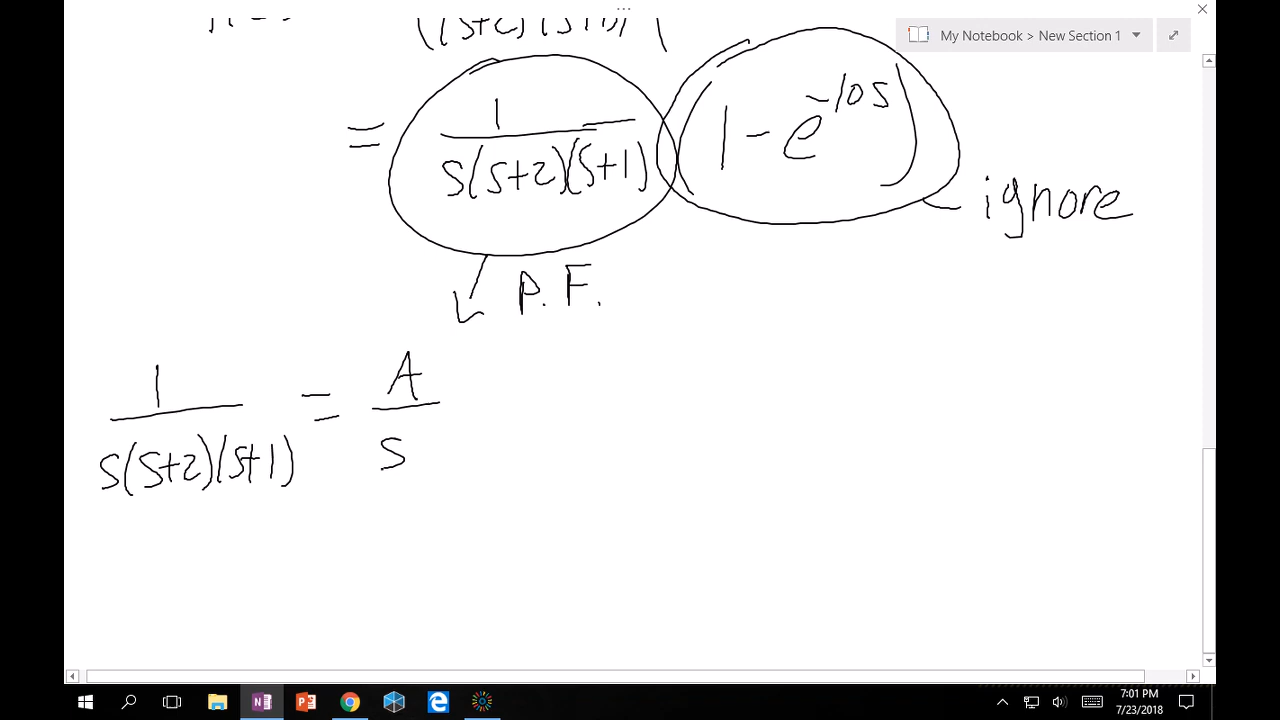 My Notebook > New Section 1
= 1/(s(s+2)(s+1)) (1 - e^{-10s})
ignore
P.F.
1/(s(s+2)(s+1)) = A/s
7:01 PM
7/23/2018